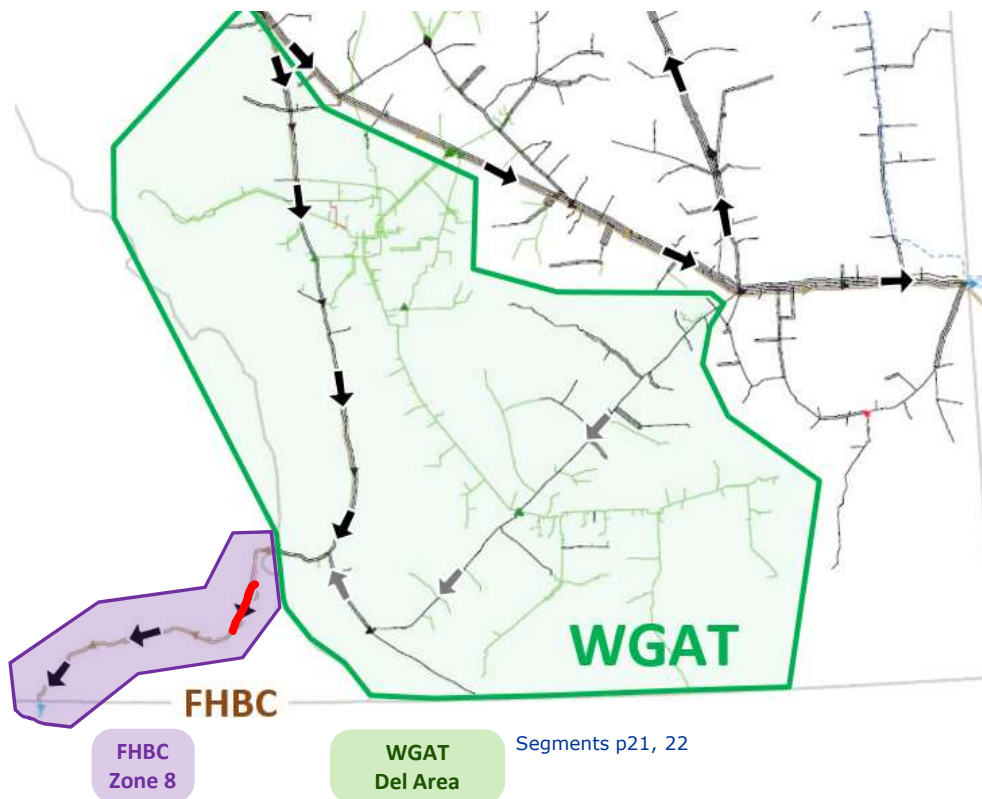 WGAT
FHBC
FHBC
Zone 8
WGAT
Del Area
Segments p21, 22